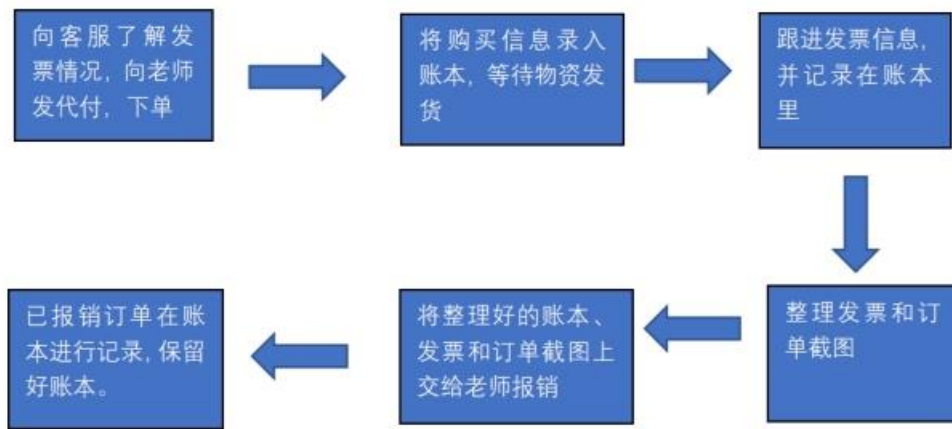 向客服了解发
票情况，向老师
发代付，下单
将购买信息录入
账本，等待物资发
货
跟进发票信息，
并记录在账本
里
整理发票和订
单截图
将整理好的账本、
发票和订单截图上
交给老师报销
已报销订单在账
本进行记录，保留
好账本。